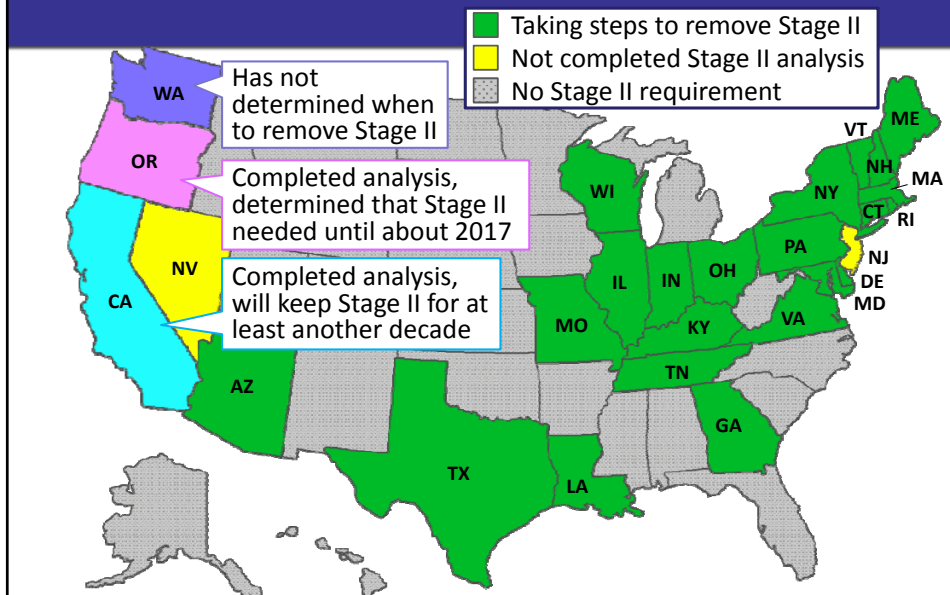 Taking steps to remove Stage II
Not completed Stage II analysis
No Stage II requirement
WA
Has not
determined when
to remove Stage II
OR
Completed analysis,
determined that Stage II
needed until about 2017
NV
CA
Completed analysis,
will keep Stage II for at
least another decade
AZ
TX
LA
MO
WI
IL
IN
OH
KY
TN
GA
VA
PA
NY
VT
NH
ME
MA
CT
RI
NJ
DE
MD